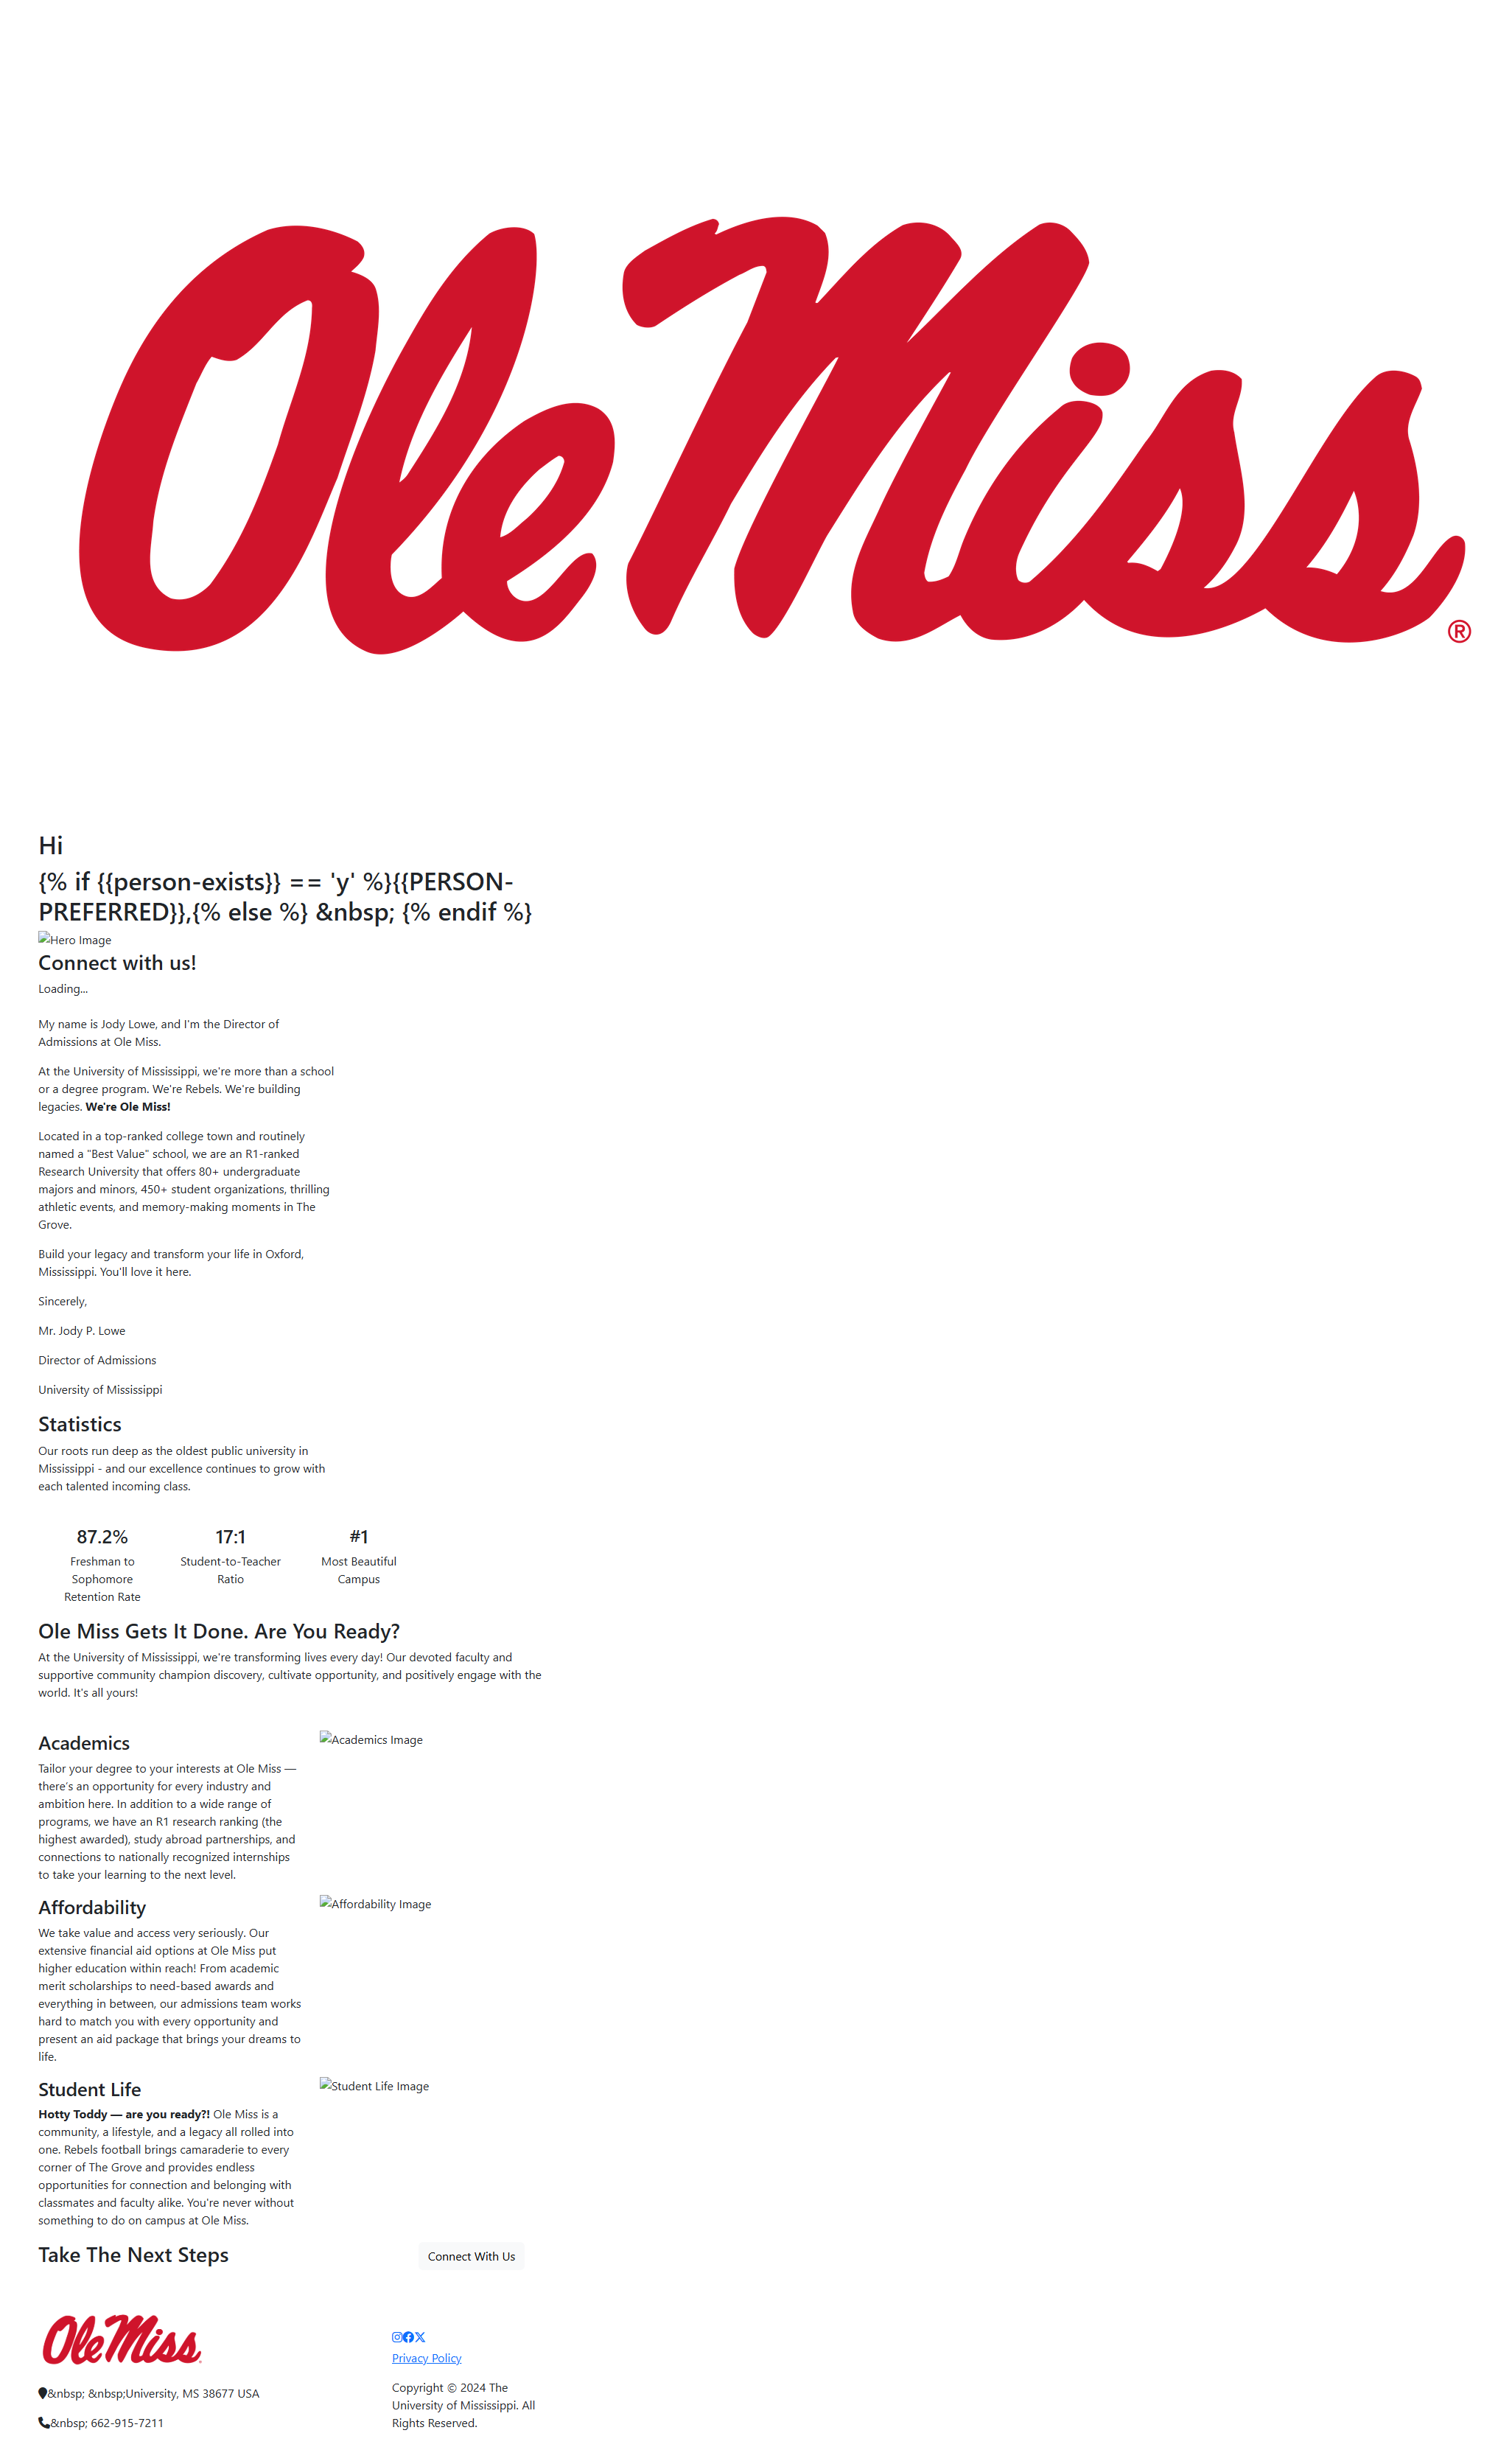 Ole Miss®
Hi
{% if {{person-exists}} == 'y' %}{{PERSON-
PREFERRED}},{% else %} &nbsp; {% endif %}
Hero Image
Connect with us!
Loading...
My name is Jody Lowe, and I'm the Director of
Admissions at Ole Miss.
At the University of Mississippi, we're more than a school
or a degree program. We're Rebels. We're building
legacies. We're Ole Miss!
Located in a top-ranked college town and routinely
named a "Best Value" school, we are an R1-ranked
Research University that offers 80+ undergraduate
majors and minors, 450+ student organizations, thrilling
athletic events, and memory-making moments in The
Grove.
Build your legacy and transform your life in Oxford,
Mississippi. You'll love it here.
Sincerely,
Mr. Jody P. Lowe
Director of Admissions
University of Mississippi
Statistics
Our roots run deep as the oldest public university in
Mississippi - and our excellence continues to grow with
each talented incoming class.
87.2%
Freshman to
Sophomore
Retention Rate
17:1
Student-to-Teacher
Ratio
#1
Most Beautiful
Campus
Ole Miss Gets It Done. Are You Ready?
At the University of Mississippi, we're transforming lives every day! Our devoted faculty and
supportive community champion discovery, cultivate opportunity, and positively engage with the
world. It's all yours!
Academics
Tailor your degree to your interests at Ole Miss —
there's an opportunity for every industry and
ambition here. In addition to a wide range of
programs, we have an R1 research ranking (the
highest awarded), study abroad partnerships, and
connections to nationally recognized internships
to take your learning to the next level.
Academics Image
Affordability
We take value and access very seriously. Our
extensive financial aid options at Ole Miss put
higher education within reach! From academic
merit scholarships to need-based awards and
everything in between, our admissions team works
hard to match you with every opportunity and
present an aid package that brings your dreams to
life.
Affordability Image
Student Life
Hotty Toddy — are you ready?! Ole Miss is a
community, a lifestyle, and a legacy all rolled into
one. Rebels football brings camaraderie to every
corner of The Grove and provides endless
opportunities for connection and belonging with
classmates and faculty alike. You're never without
something to do on campus at Ole Miss.
Student Life Image
Take The Next Steps
Connect With Us
Ole Miss
&nbsp; &nbsp;University, MS 38677 USA
&nbsp; 662-915-7211
Privacy Policy
Copyright © 2024 The
University of Mississippi. All
Rights Reserved.